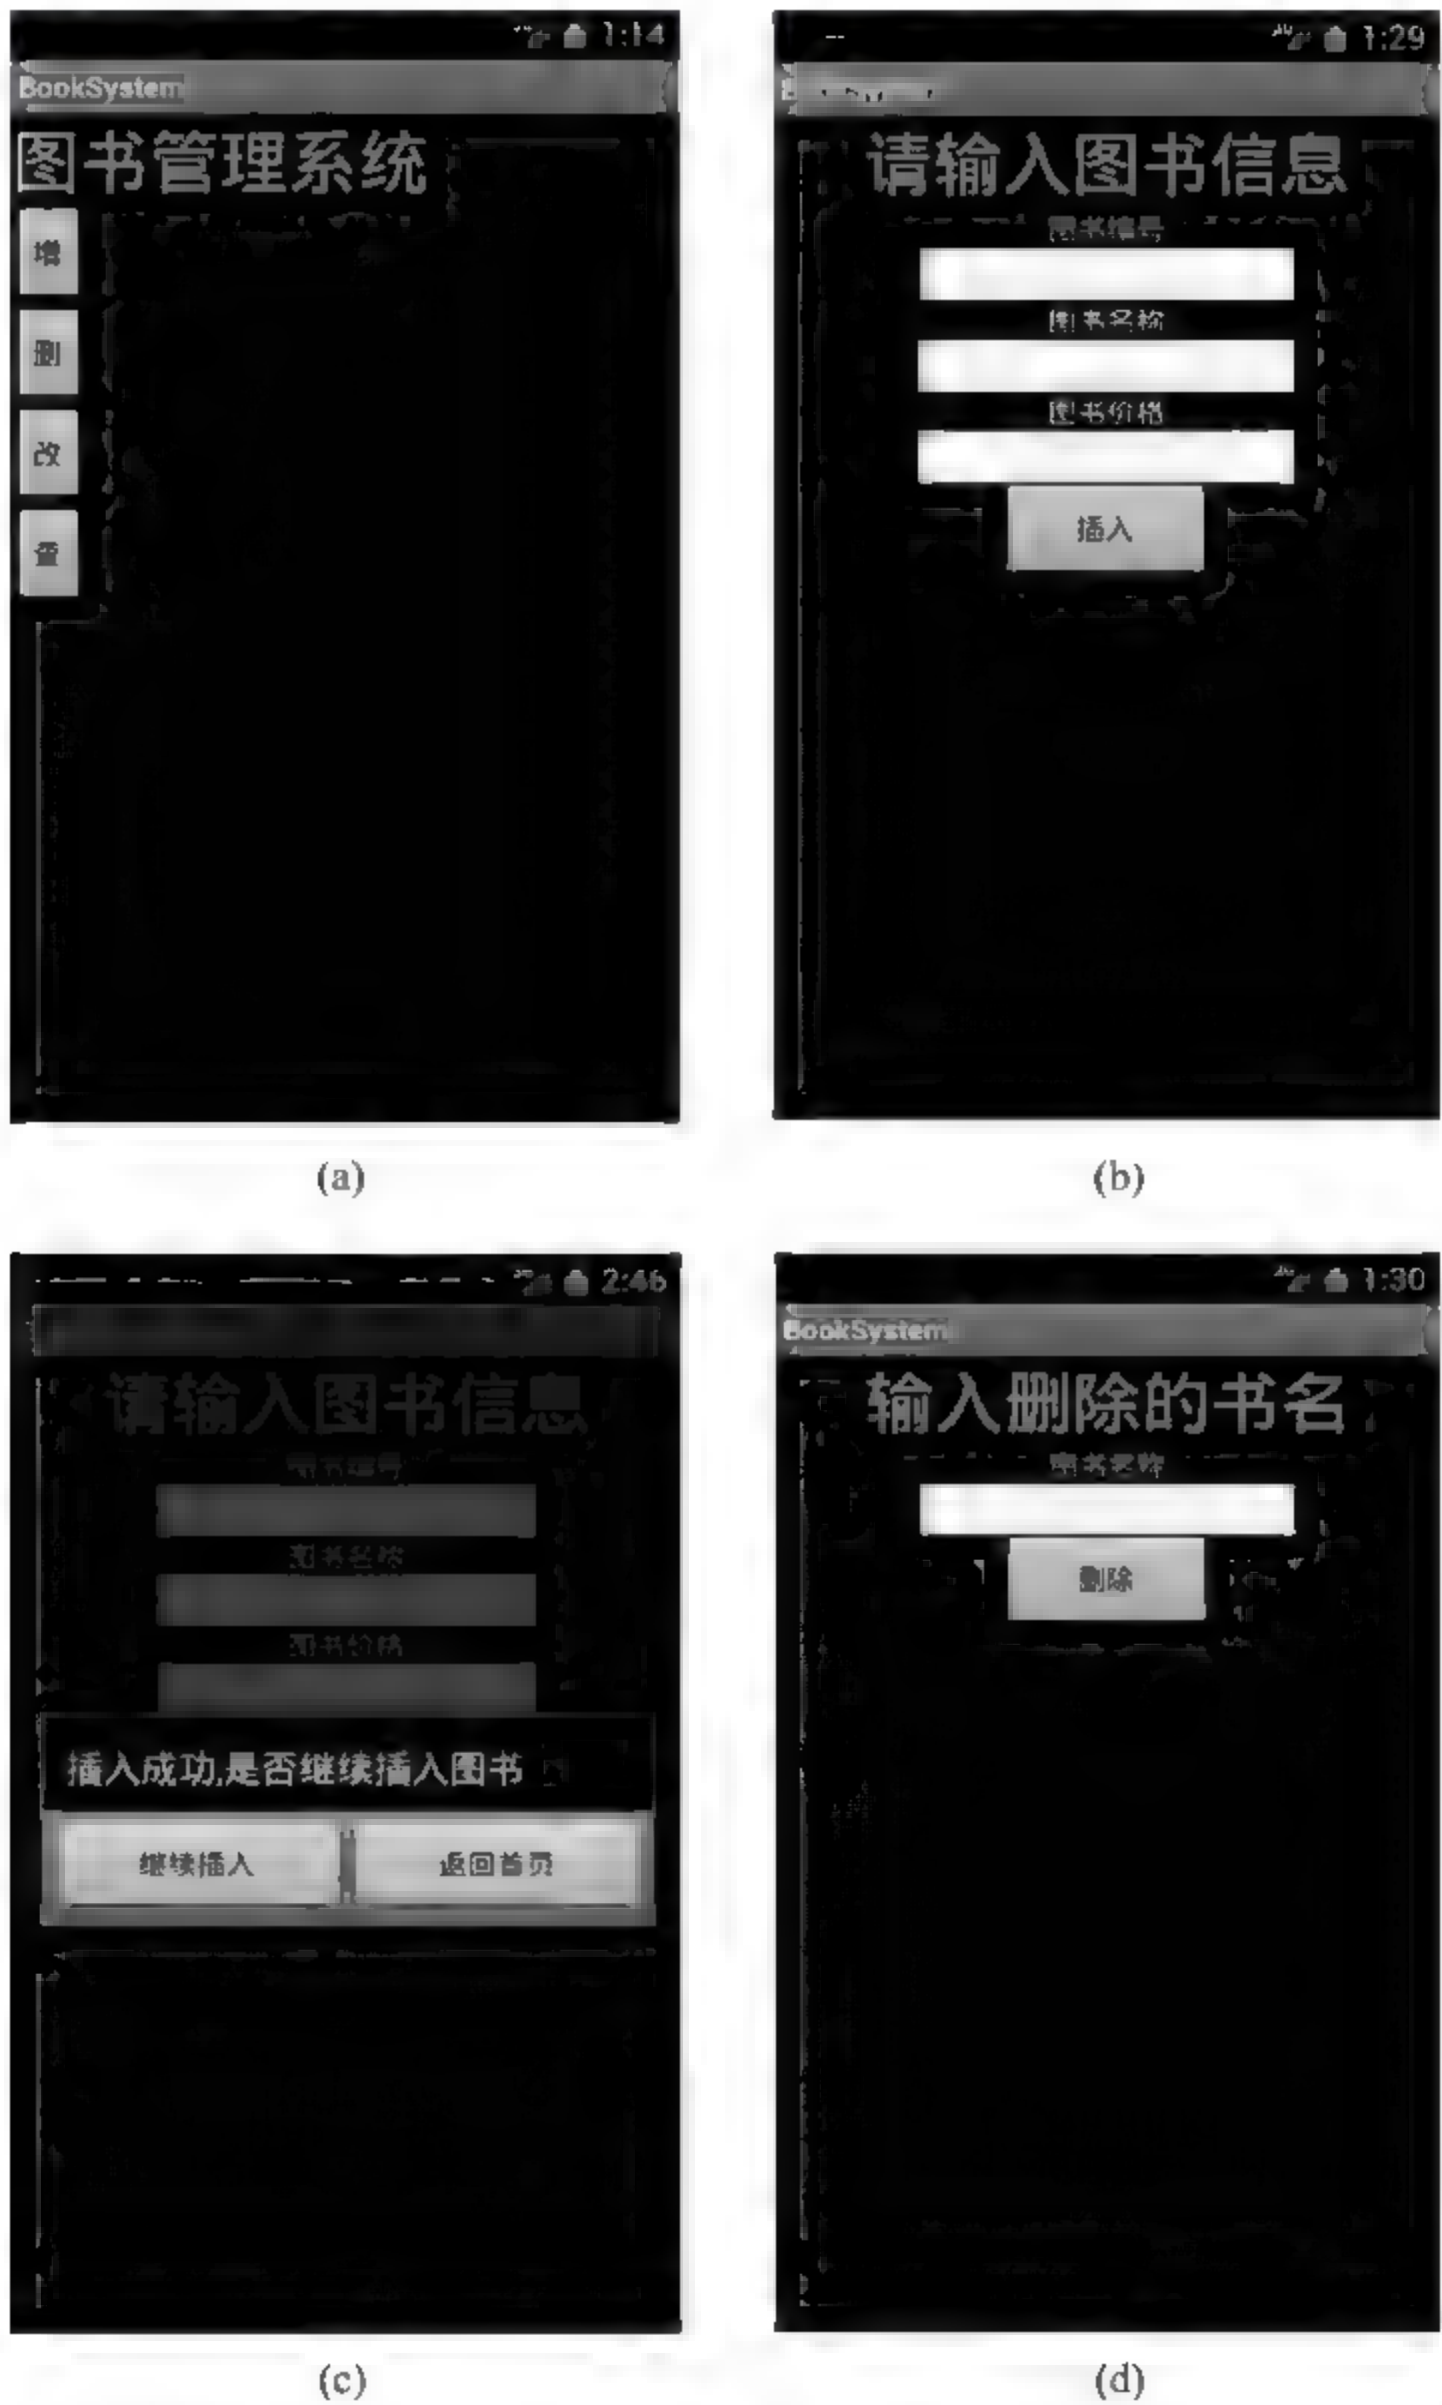 1:14
BookSystem
图书管理系统
增
删
改
查
(a)
1:29
请输入图书信息
图书编号
图书名称
图书价格
插入
(b)
2:46
请输入图书信息
图书编号
图书名称
图书价格
插入成功,是否继续插入图书
继续插入
返回首页
(c)
1:30
BookSystem
输入删除的书名
图书名称
删除
(d)